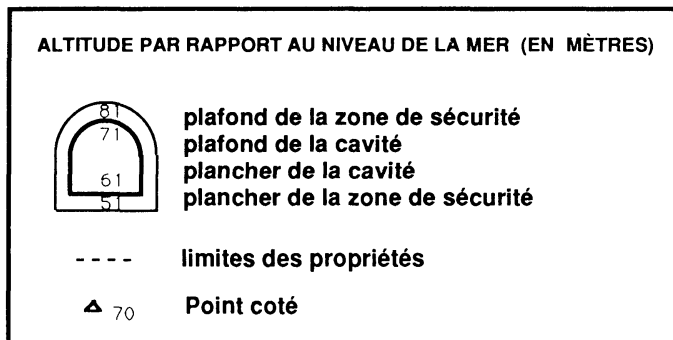 ALTITUDE PAR RAPPORT AU NIVEAU DE LA MER (EN MÈTRES)
81 plafond de la zone de sécurité
71 plafond de la cavité
61 plancher de la cavité
51 plancher de la zone de sécurité
---- limites des propriétés
70 Point coté